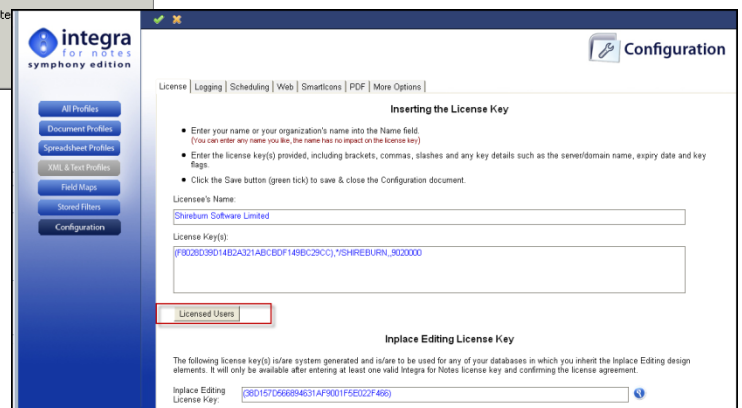 te
integra
for notes
symphony edition
Configuration
License | Logging | Scheduling | Web | SmartIcons | PDF | More Options |
All Profiles
Document Profiles
Spreadsheet Profiles
XML & Text Profiles
Field Maps
Stored Filters
Configuration
Inserting the License Key
Enter your name or your organization's name into the Name field.
(You can enter any name you like, the name has no impact on the license key)
Enter the license key(s) provided, including brackets, commas, slashes and any key details such as the server/domain name, expiry date and key
flags.
Click the Save button (green tick) to save & close the Configuration document.
Licensee's Name:
Shireburn Software Limited
License Key(s):
(F8028D39D14B2A321ABCBDF149BC29CC),*/SHIREBURN,,9020000
Licensed Users
Inplace Editing License Key
The following license key(s) is/are system generated and is/are to be used for any of your databases in which you inherit the Inplace Editing design
elements. It will only be available after entering at least one valid Integra for Notes license key and confirming the license agreement.
Inplace Editing
License Key:
(38D157D566894631AF9001F5E022F466)